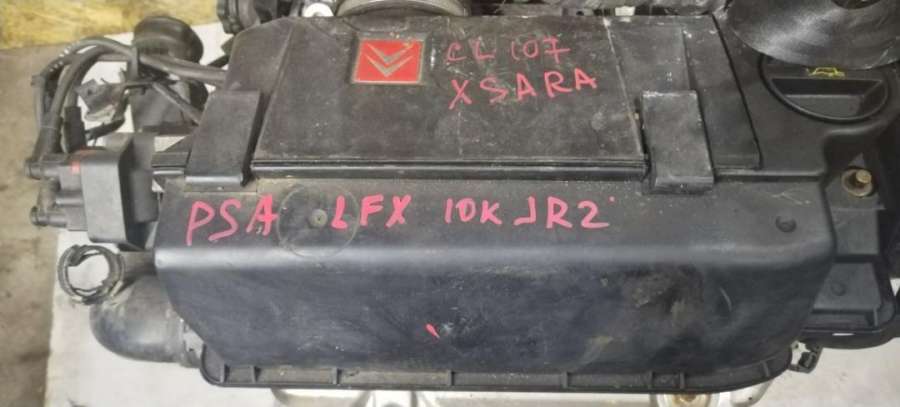 CL 107
XSARA
PSA LFX 10KJR2